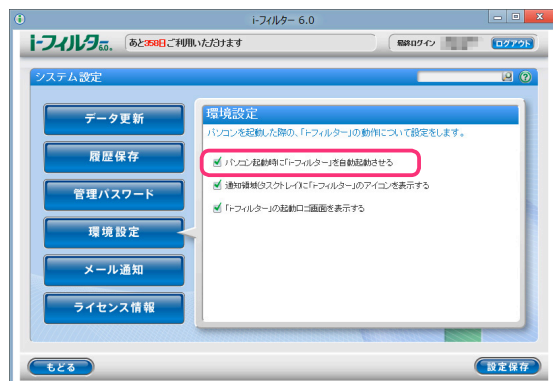 i-フィルター 6.0
i-フィルター6.0. あと358日ご利用いただけます 最終ログイン ログアウト
システム設定
データ更新
履歴保存
管理パスワード
環境設定
メール通知
ライセンス情報
環境設定
パソコンを起動した際の、「i-フィルター」の動作について設定をします。
パソコン起動時に「i-フィルター」を自動起動させる
通知領域(タスクトレイ)に「i-フィルター」のアイコンを表示する
「i-フィルター」の起動ロゴ画面を表示する
もどる 設定保存